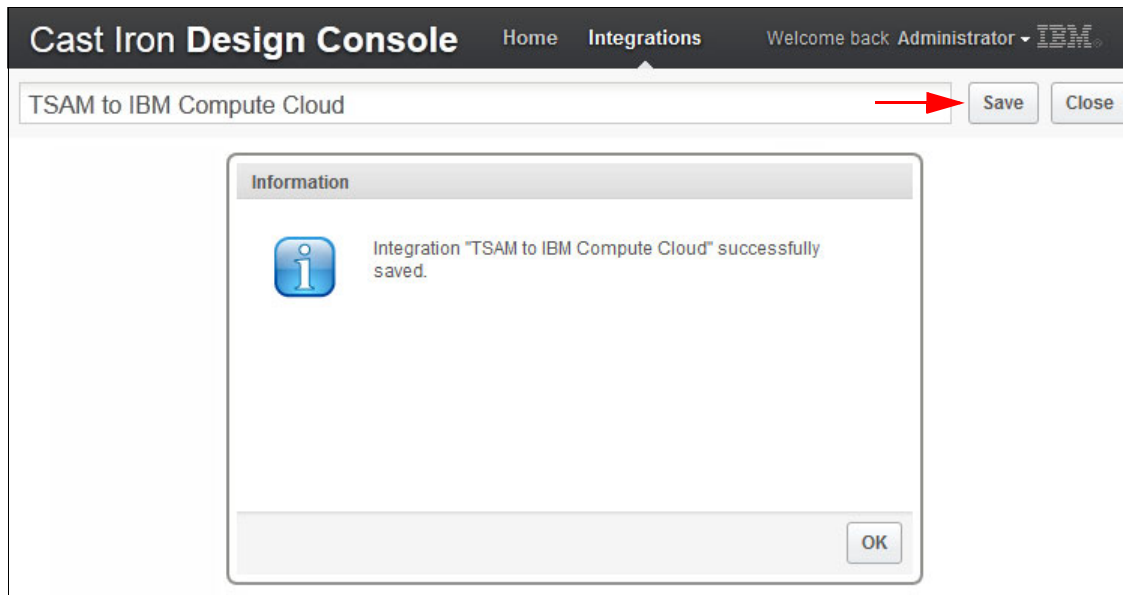 Cast Iron Design Console Home Integrations Welcome back Administrator IBM®
TSAM to IBM Compute Cloud Save Close
Information
Integration "TSAM to IBM Compute Cloud" successfully
saved.
OK